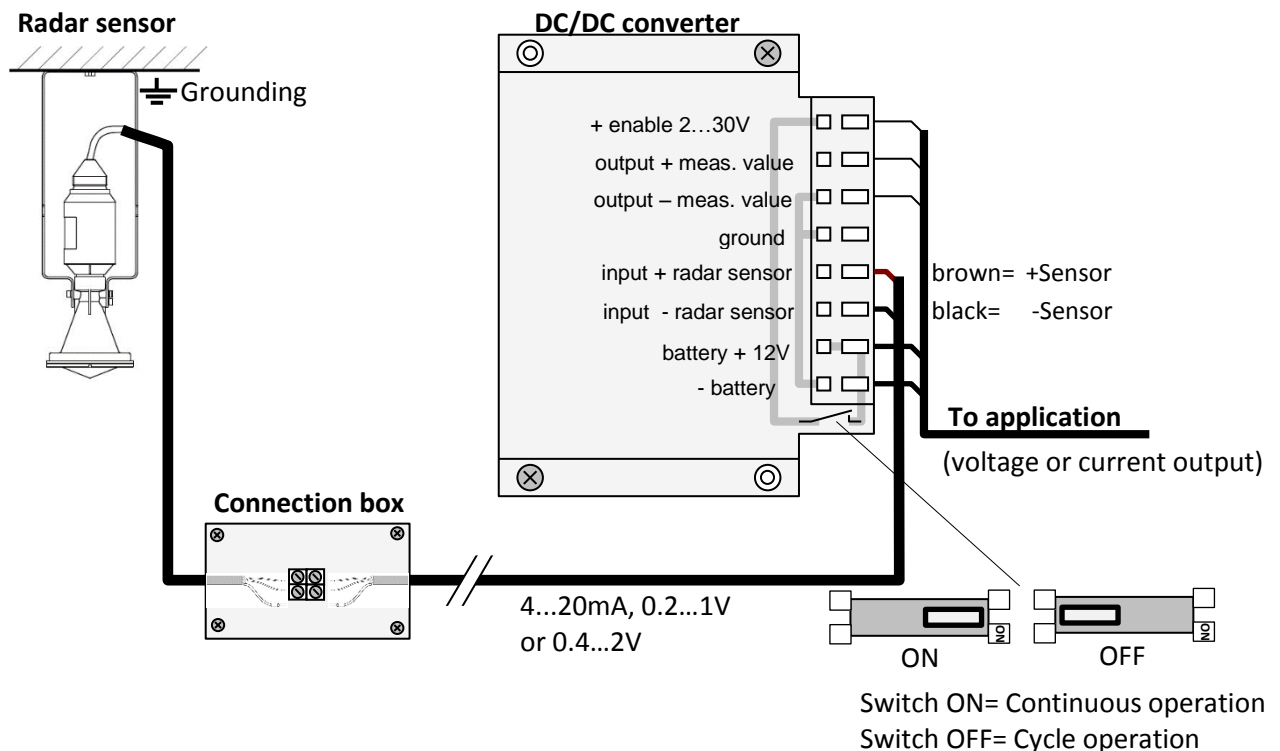 Radar sensor
DC/DC converter
Grounding
+ enable 2…30V
output + meas. value
output – meas. value
ground
input + radar sensor
input - radar sensor
battery + 12V
- battery
brown= +Sensor
black= -Sensor
To application
(voltage or current output)
Connection box
4…20mA, 0.2…1V
or 0.4…2V
ON
NO
ON
OFF
Switch ON= Continuous operation
Switch OFF= Cycle operation